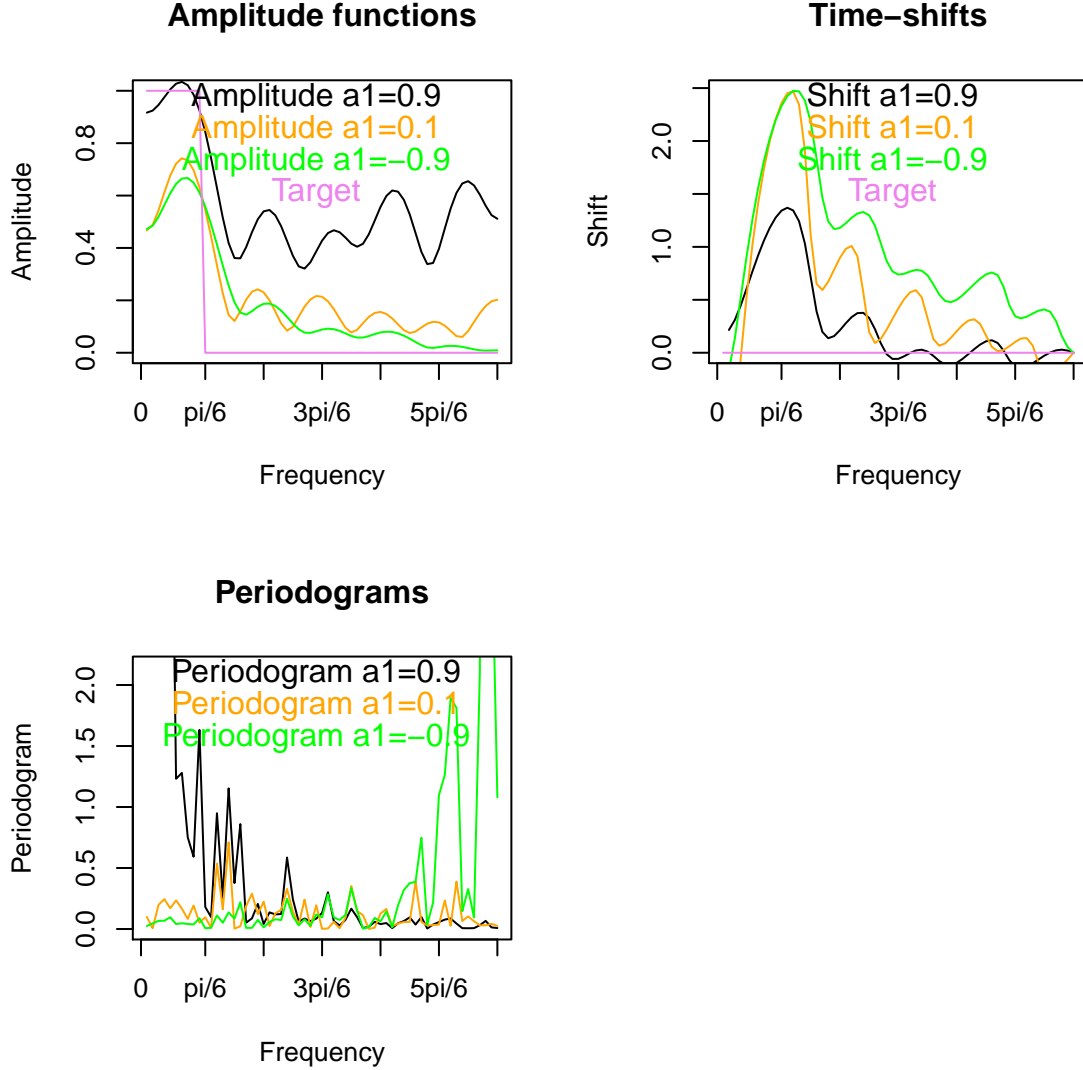 Amplitude functions
Amplitude a1=0.9
Amplitude a1=0.1
Amplitude a1=−0.9
Target
Amplitude
0.0
0.4
0.8
0
pi/6
3pi/6
5pi/6
Frequency
Time−shifts
Shift a1=0.9
Shift a1=0.1
Shift a1=−0.9
Target
Shift
0.0
1.0
2.0
0
pi/6
3pi/6
5pi/6
Frequency
Periodograms
Periodogram a1=0.9
Periodogram a1=0.1
Periodogram a1=−0.9
Periodogram
0.0
0.5
1.0
1.5
2.0
0
pi/6
3pi/6
5pi/6
Frequency